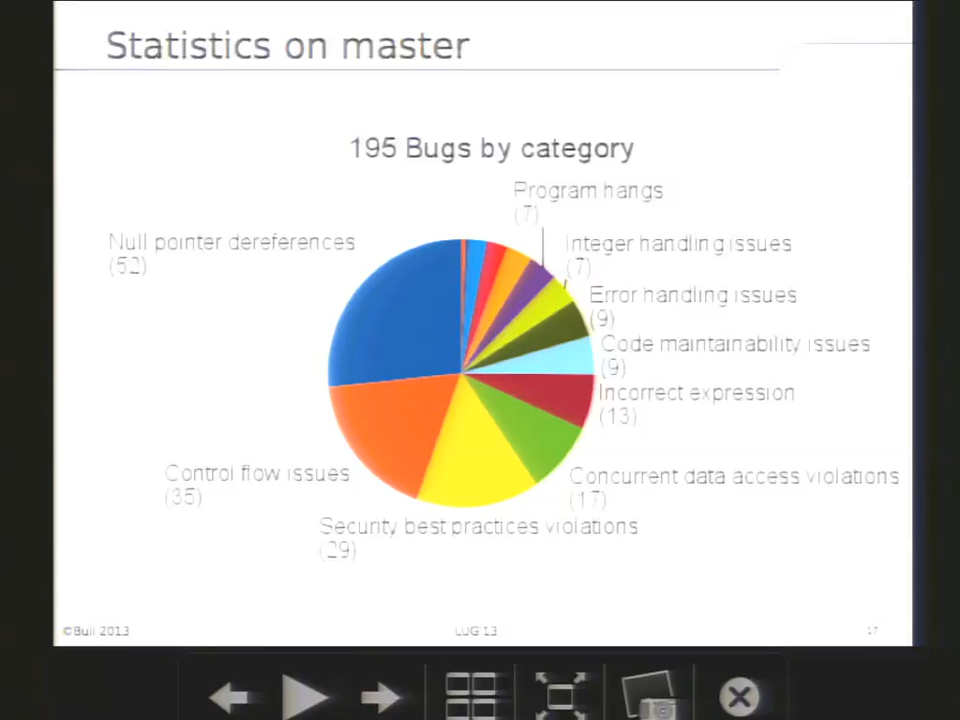 Statistics on master
195 Bugs by category
Program hangs
(7)
Null pointer dereferences
(52)
Integer handling issues
(7)
Error handling issues
(9)
Code maintainability issues
(9)
Incorrect expression
(13)
Control flow issues
(35)
Concurrent data access violations
(17)
Security best practices violations
(29)
©Bull 2013
LUG 13
17